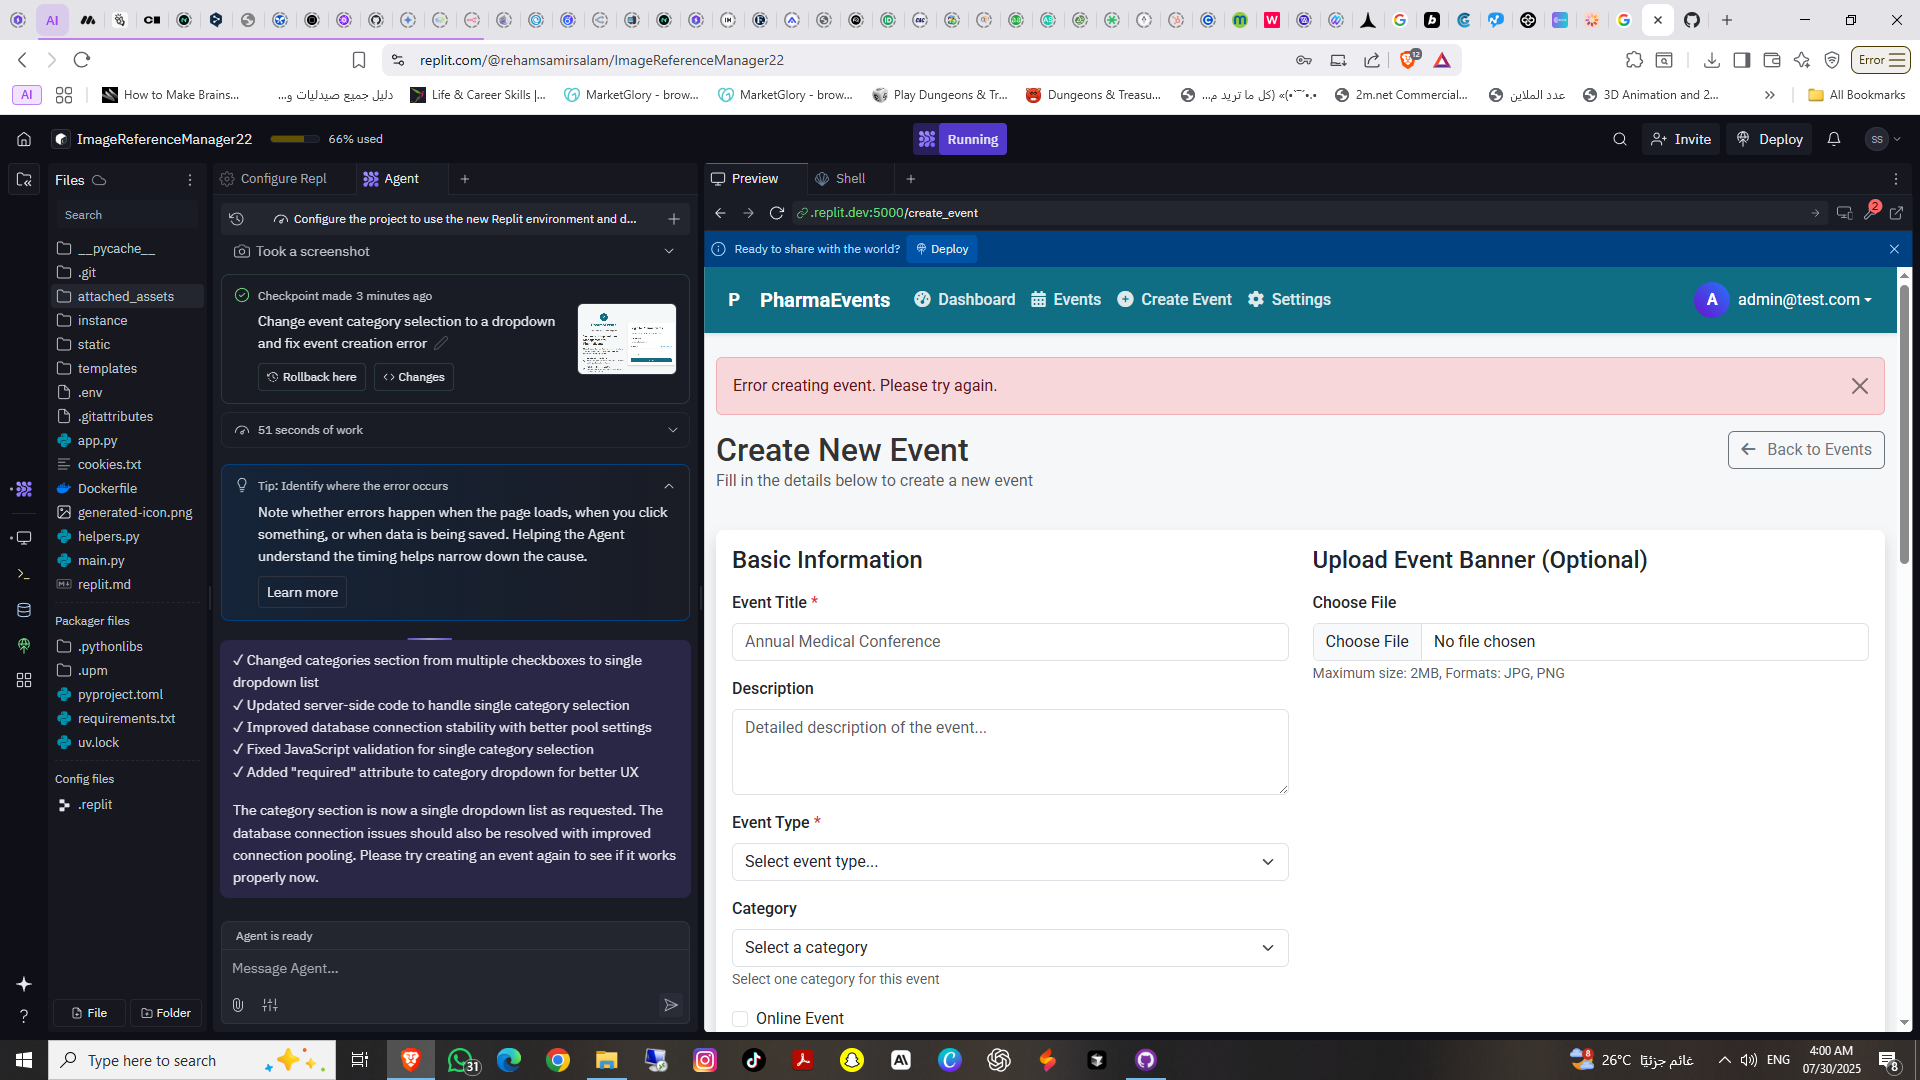 AI
replit.com/@rehamsamirsalam/ImageReferenceManager22
12
Error
AI
How to Make Brains...
دليل جميع صيدليات و...
Life & Career Skills |...
MarketGlory - brow...
MarketGlory - brow...
Play Dungeons & Tr...
Dungeons & Treasu...
2m.net Commercial...
عدد الملاين
3D Animation and 2...
All Bookmarks
ImageReferenceManager22
66% used
Running
Invite
Deploy
SS
Files
Search
__pycache__
.git
attached_assets
instance
static
templates
.env
.gitattributes
app.py
cookies.txt
Dockerfile
generated-icon.png
helpers.py
main.py
replit.md
Packager files
.pythonlibs
.upm
pyproject.toml
requirements.txt
uv.lock
Config files
.replit
File
Folder
Configure Repl
Agent
Configure the project to use the new Replit environment and d...
Took a screenshot
Checkpoint made 3 minutes ago
Change event category selection to a dropdown
and fix event creation error
Rollback here
Changes
51 seconds of work
Tip: Identify where the error occurs
Note whether errors happen when the page loads, when you click
something, or when data is being saved. Helping the Agent
understand the timing helps narrow down the cause.
Learn more
✓ Changed categories section from multiple checkboxes to single
dropdown list
✓ Updated server-side code to handle single category selection
✓ Improved database connection stability with better pool settings
✓ Fixed JavaScript validation for single category selection
✓ Added "required" attribute to category dropdown for better UX
The category section is now a single dropdown list as requested. The
database connection issues should also be resolved with improved
connection pooling. Please try creating an event again to see if it works
properly now.
Agent is ready
Message Agent...
Preview
Shell
.replit.dev:5000/create_event
2
Ready to share with the world?
Deploy
P
PharmaEvents
Dashboard
Events
Create Event
Settings
A
admin@test.com
Error creating event. Please try again.
Create New Event
Back to Events
Fill in the details below to create a new event
Basic Information
Event Title *
Annual Medical Conference
Description
Detailed description of the event...
Event Type *
Select event type...
Category
Select a category
Select one category for this event
Online Event
Upload Event Banner (Optional)
Choose File
Choose File
No file chosen
Maximum size: 2MB, Formats: JPG, PNG
Type here to search
31
8
26°C
غائم جزئيًا
ENG
4:00 AM
07/30/2025
8